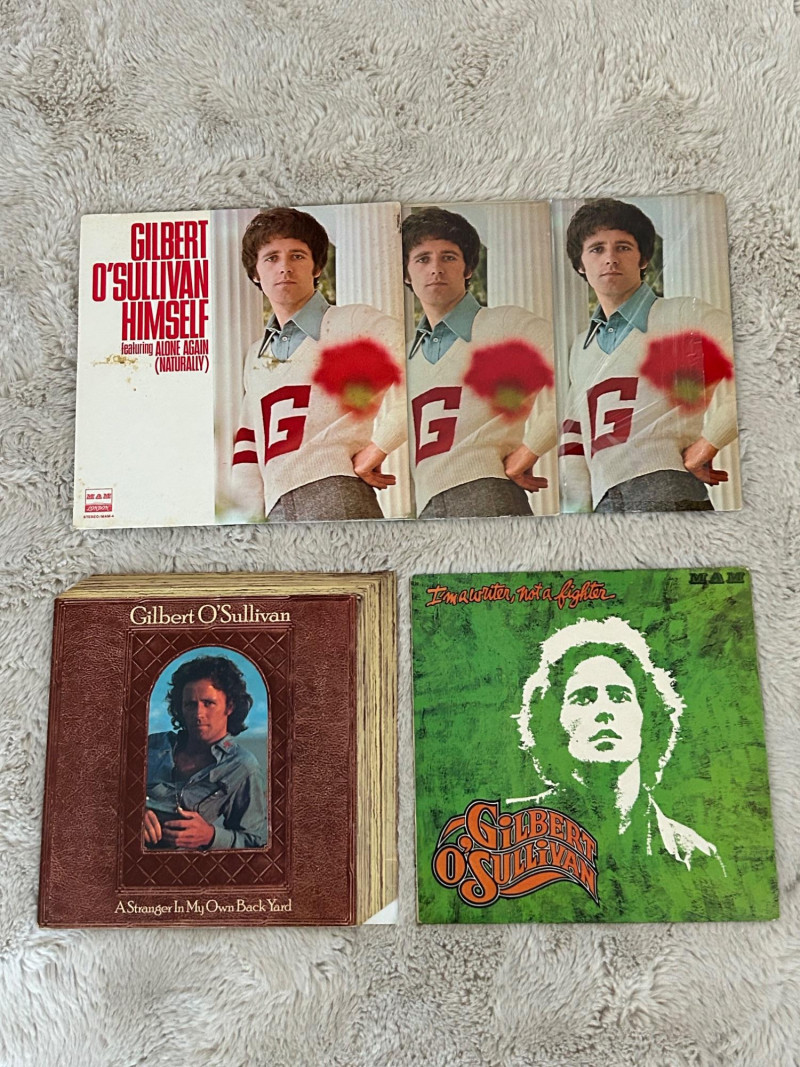 GILBERT
O'SULLIVAN
HIMSELF
featuring ALONE AGAIN
(NATURALLY)
G
G
G
MAM
LONDON
Gilbert O'Sullivan
A Stranger In My Own Back Yard
I'm a writer, not a fighter
MAM
GILBERT
O'SULLIVAN